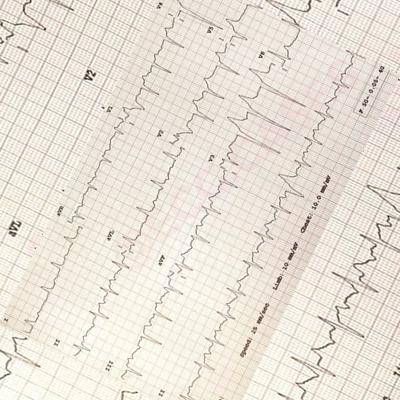 V2
aVL
I
aVR
V1
V4
II
aVL
V2
V5
III
aVF
V3
V6
II
Speed: 25 mm/sec
Limb: 10 mm/mV
Chest: 10.0 mm/mV